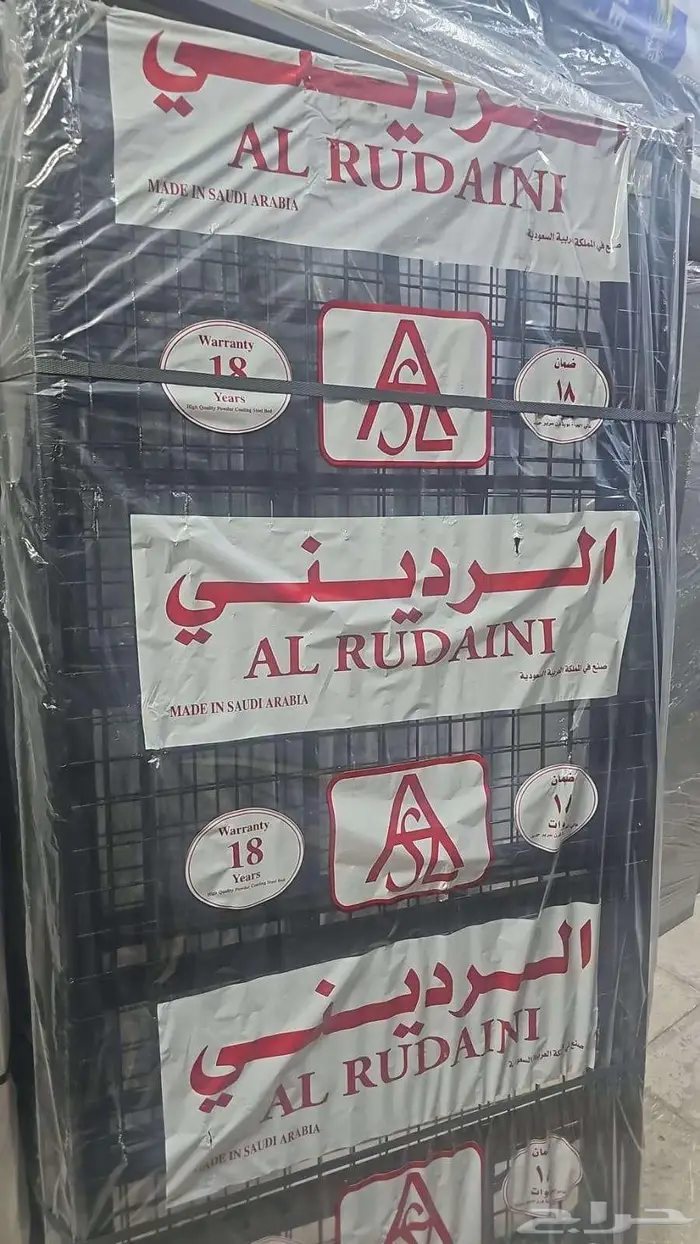 الرديني
AL RUDAINI
MADE IN SAUDI ARABIA
صنع في المملكة العربية السعودية
Warranty
18
Years
High Quality Powder Coating Steel Bed
ASL
ضمان
١٨
الرديني
AL RUDAINI
MADE IN SAUDI ARABIA
صنع في المملكة العربية السعودية
Warranty
18
Years
High Quality Powder Coating Steel Bed
ASL
ضمان
الرديني
AL RUDAINI
MADE IN SAUDI ARABIA
حراج